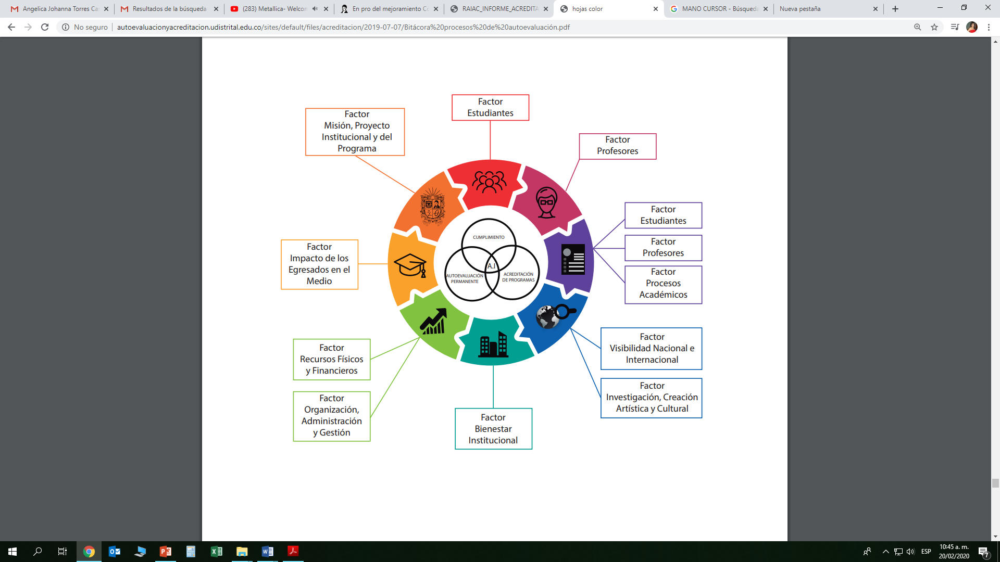 Angelica Johanna Torres Ca
Resultados de la búsqueda
(283) Metallica- Welcon
En pro del mejoramiento Co
RAIAC_INFORME_ACREDITA
hojas color
MANO CURSOR - Búsqueda
Nueva pestaña
No seguro
autoevaluacionyacreditacion.udistrital.edu.co/sites/default/files/acreditacion/2019-07-07/Bitácora%20procesos%20de%20autoevaluación.pdf
Factor
Estudiantes
Factor
Misión, Proyecto
Institucional y del
Programa
Factor
Profesores
Factor
Estudiantes
Factor
Profesores
Factor
Procesos
Académicos
CUMPLIMIENTO
A.I
AUTOEVALUACIÓN
PERMANENTE
ACREDITACIÓN
DE PROGRAMAS
Factor
Impacto de los
Egresados en el
Medio
Factor
Visibilidad Nacional e
Internacional
Factor
Recursos Físicos
y Financieros
Factor
Investigación, Creación
Artística y Cultural
Factor
Organización,
Administración
y Gestión
Factor
Bienestar
Institucional
ESP
10:45 a. m.
20/02/2020
7